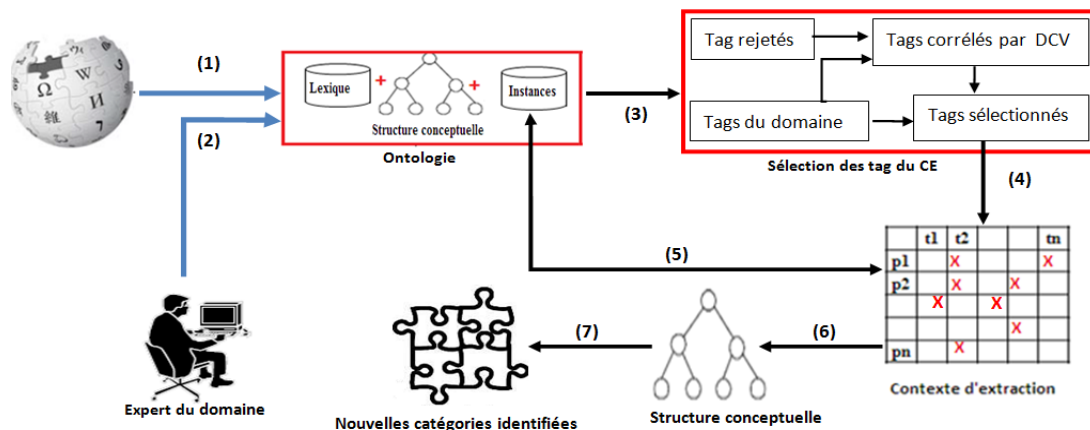 (1)
Ω
W
И
維
7
(2)
Lexique
+
+
Instances
Structure conceptuelle
Ontologie
(3)
Tag rejetés
Tags corrélés par DCV
Tags du domaine
Tags sélectionnés
Sélection des tag du CE
(4)
(5)
t1 t2 tn
p1 X X
p2 X X
X X
X
pn X
Contexte d'extraction
(6)
Structure conceptuelle
(7)
Nouvelles catégories identifiées
Expert du domaine